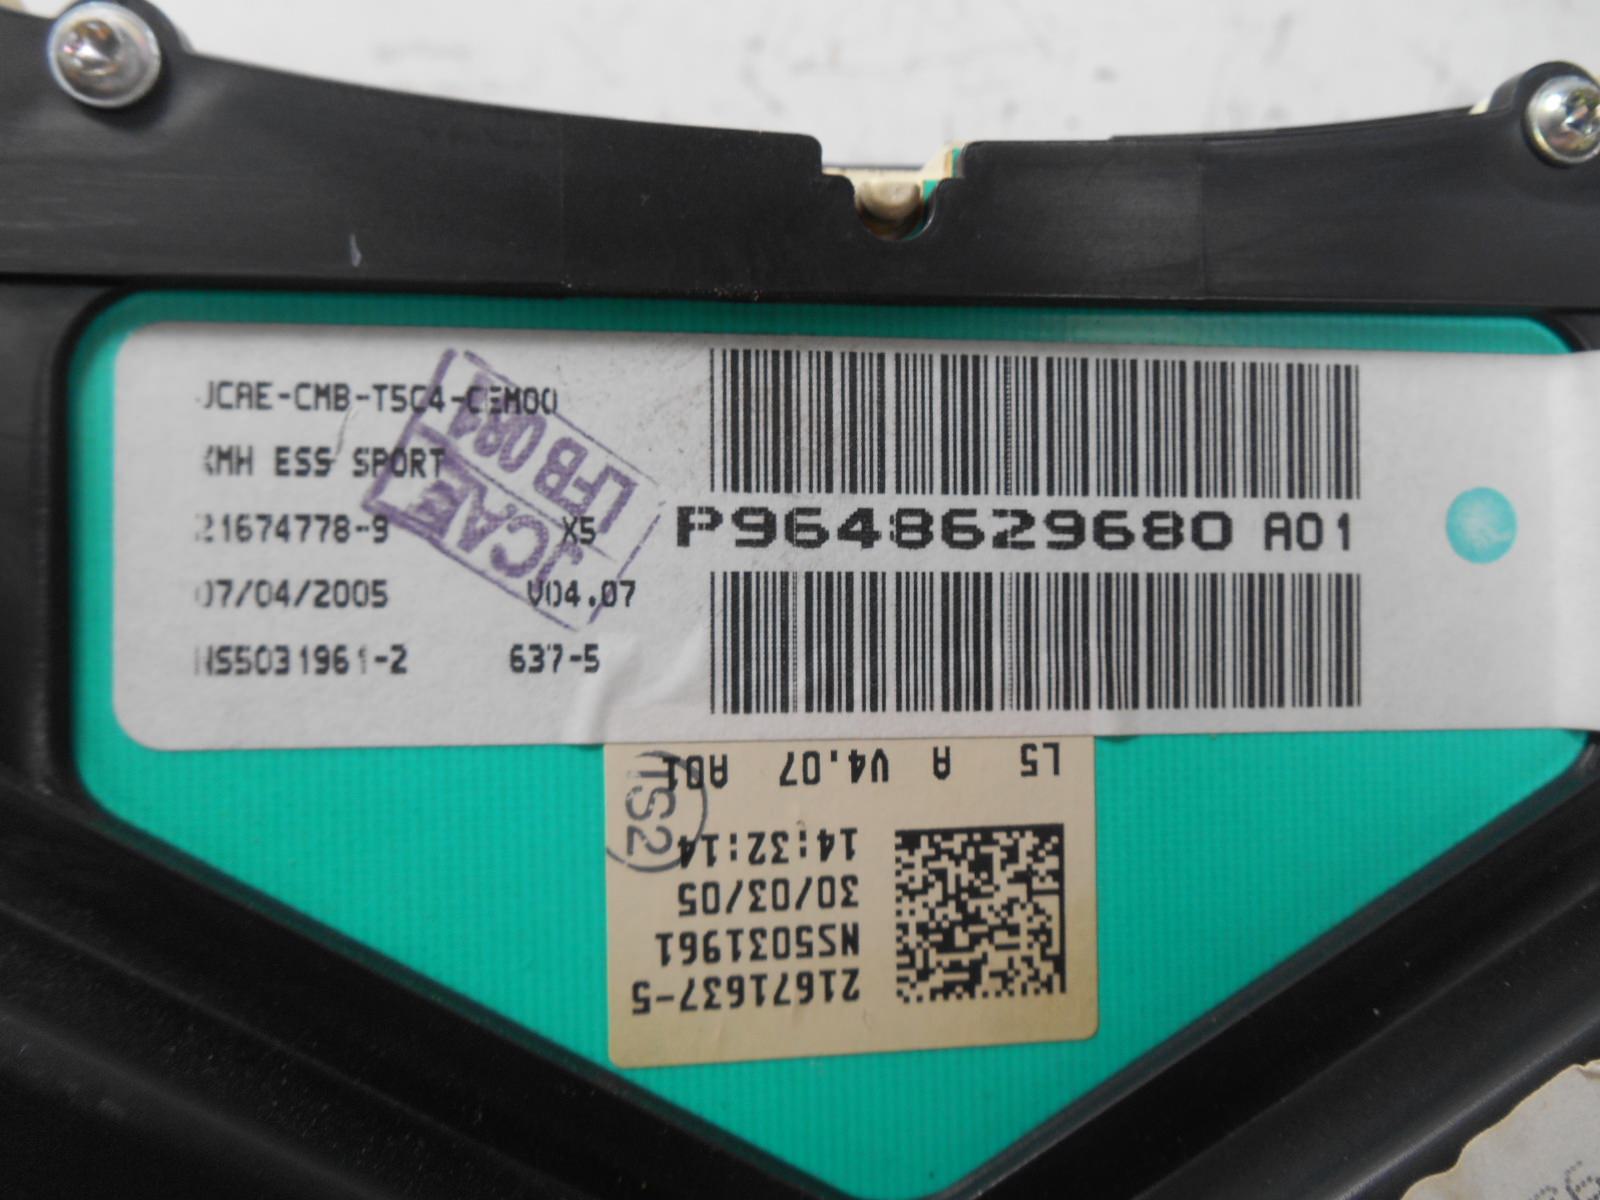 JCAE-CMB-T5C4-CEM00
KMH ESS SPORT
21674778-9 X5
07/04/2005 V04.07
NS5031961-2 637-5
P9648629680 A01
JCAE
LFB 084
L5 A V4.07 A01
TS2
14:32:14
30/03/05
NS5031961
21671637-5